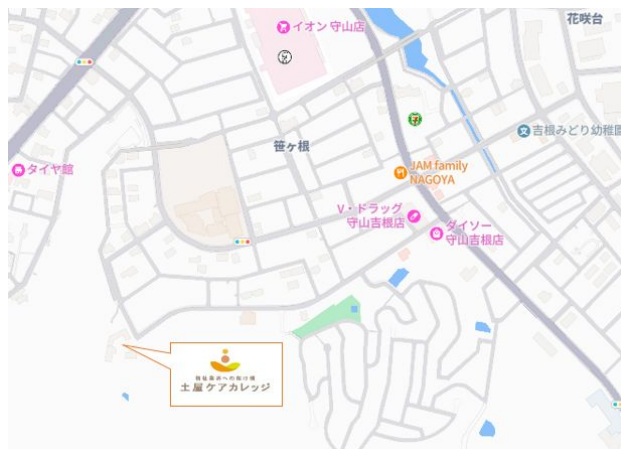 花咲台
イオン 守山店
吉根みどり幼稚園
笹ヶ根
タイヤ館
JAM family
NAGOYA
V・ドラッグ
守山吉根店
ダイソー
守山吉根店
土屋ケアカレッジ